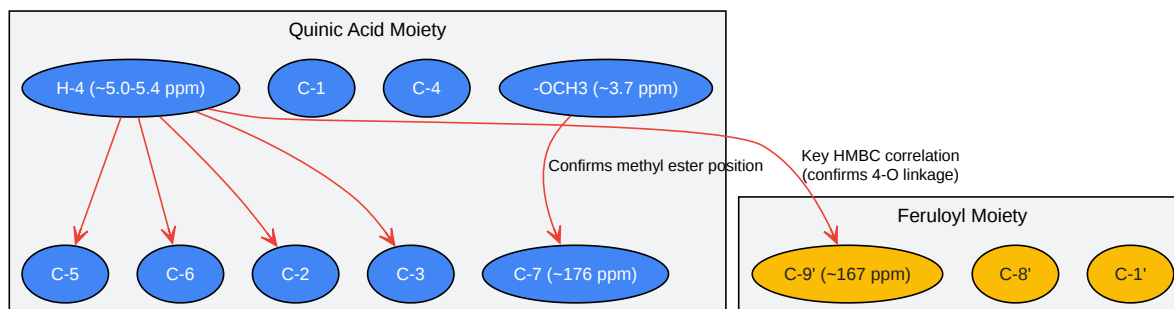 Quinic Acid Moiety
H-4 (~5.0-5.4 ppm)
C-1
C-4
-OCH3 (~3.7 ppm)
Confirms methyl ester position
Key HMBC correlation
(confirms 4-O linkage)
Feruloyl Moiety
C-5
C-6
C-2
C-3
C-7 (~176 ppm)
C-9' (~167 ppm)
C-8'
C-1'